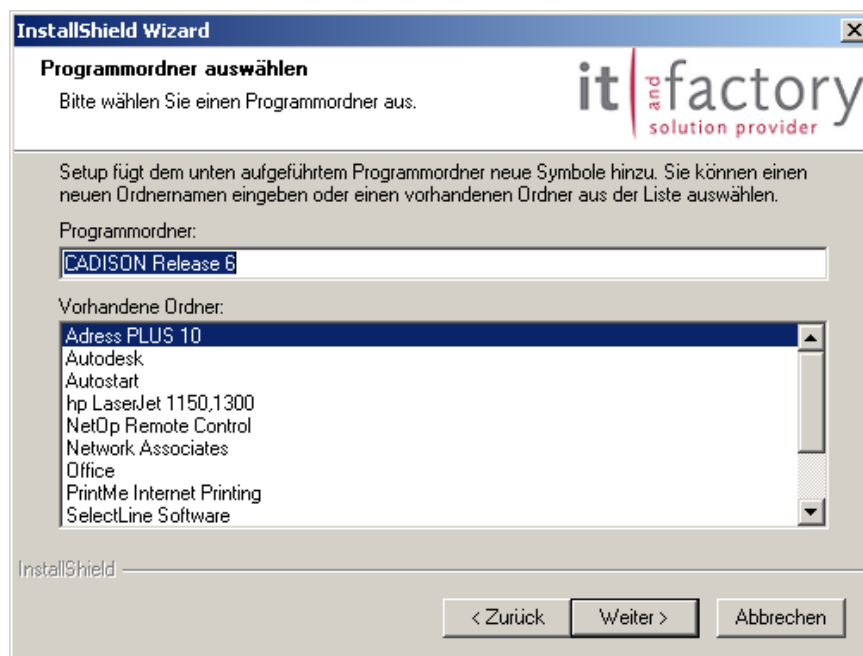 InstallShield Wizard
Programmordner auswählen
Bitte wählen Sie einen Programmordner aus.
it and factory
solution provider
Setup fügt dem unten aufgeführtem Programmordner neue Symbole hinzu. Sie können einen
neuen Ordnernamen eingeben oder einen vorhandenen Ordner aus der Liste auswählen.
Programmordner:
CADISON Release 6
Vorhandene Ordner:
Adress PLUS 10
Autodesk
Autostart
hp LaserJet 1150,1300
NetOp Remote Control
Network Associates
Office
PrintMe Internet Printing
SelectLine Software
InstallShield
< Zurück
Weiter >
Abbrechen